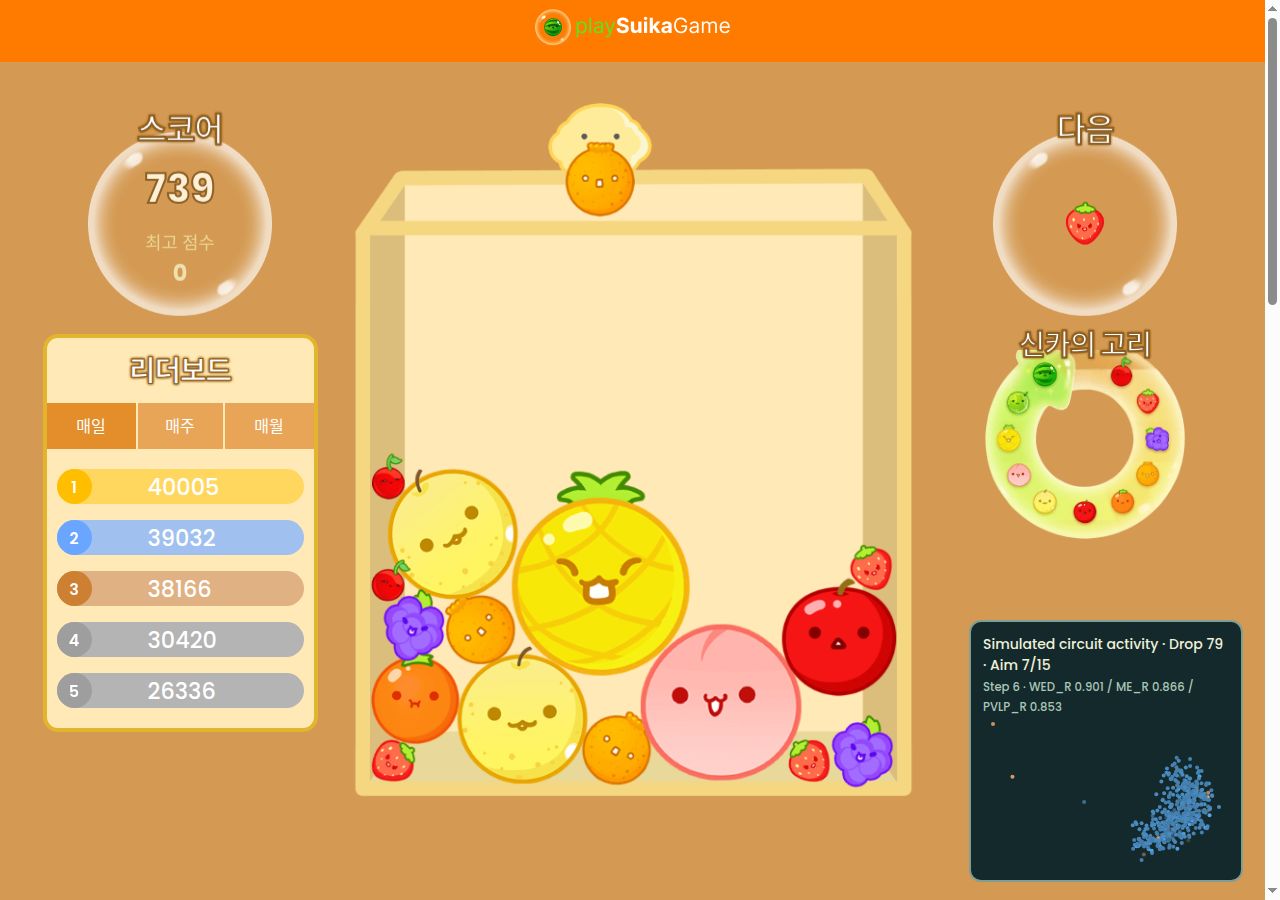 playSuikaGame
스코어
739
최고 점수
0
리더보드
매일 매주 매월
1 40005
2 39032
3 38166
4 30420
5 26336
다음
신카의 고리
Simulated circuit activity · Drop 79
· Aim 7/15
Step 6 · WED_R 0.901 / ME_R 0.866 /
PVLP_R 0.853